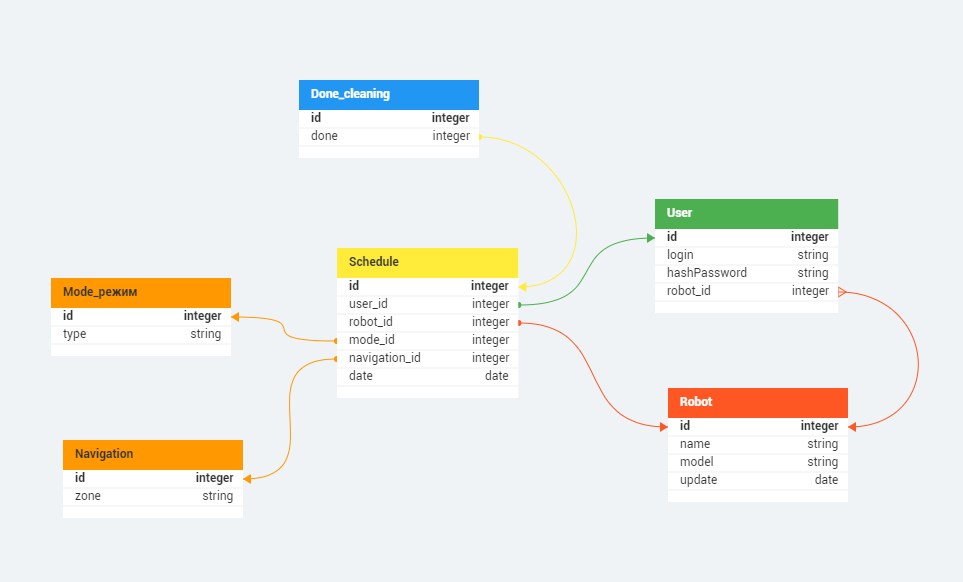 Done_cleaning
id integer
done integer
User
id integer
login string
hashPassword string
robot_id integer
Schedule
id integer
user_id integer
robot_id integer
mode_id integer
navigation_id integer
date date
Mode_режим
id integer
type string
Robot
id integer
name string
model string
update date
Navigation
id integer
zone string